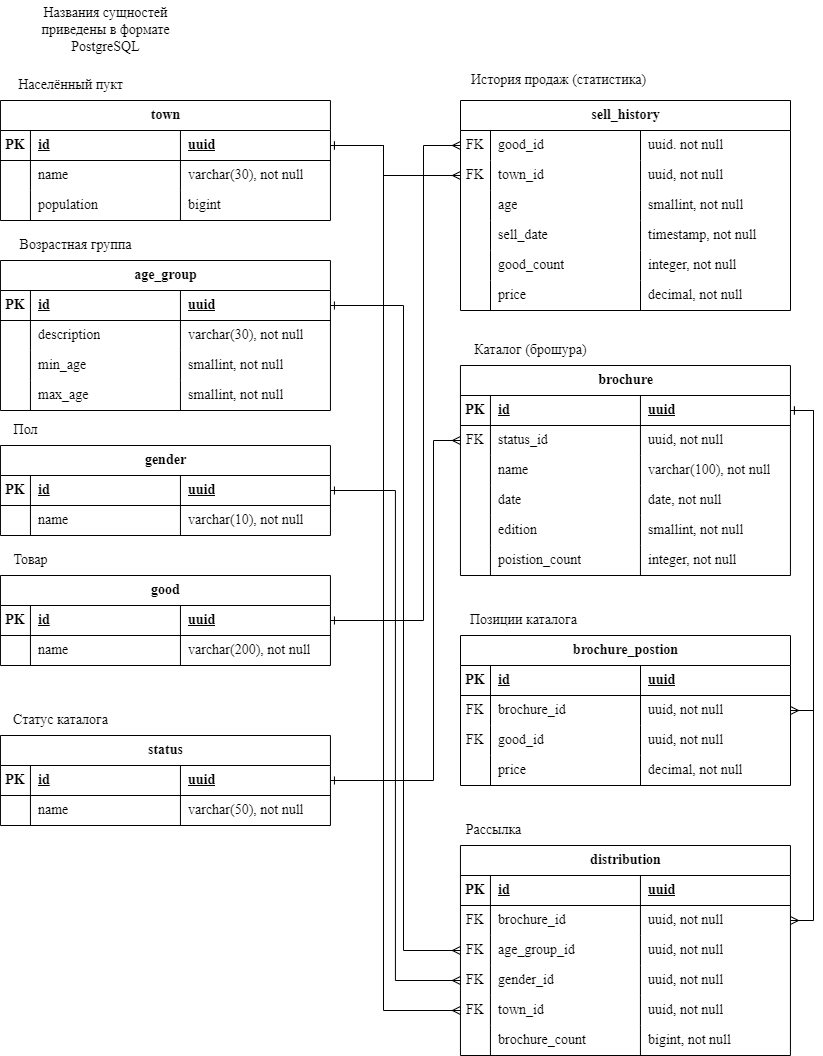 Названия сущностей
приведены в формате
PostgreSQL
Населённый пукт
town
PK id uuid
name varchar(30), not null
population bigint
Возрастная группа
age_group
PK id uuid
description varchar(30), not null
min_age smallint, not null
max_age smallint, not null
Пол
gender
PK id uuid
name varchar(10), not null
Товар
good
PK id uuid
name varchar(200), not null
Статус каталога
status
PK id uuid
name varchar(50), not null
История продаж (статистика)
sell_history
FK good_id uuid. not null
FK town_id uuid, not null
age smallint, not null
sell_date timestamp, not null
good_count integer, not null
price decimal, not null
Каталог (брошура)
brochure
PK id uuid
FK status_id uuid, not null
name varchar(100), not null
date date, not null
edition smallint, not null
poistion_count integer, not null
Позиции каталога
brochure_postion
PK id uuid
FK brochure_id uuid, not null
FK good_id uuid, not null
price decimal, not null
Рассылка
distribution
PK id uuid
FK brochure_id uuid, not null
FK age_group_id uuid, not null
FK gender_id uuid, not null
FK town_id uuid, not null
brochure_count bigint, not null